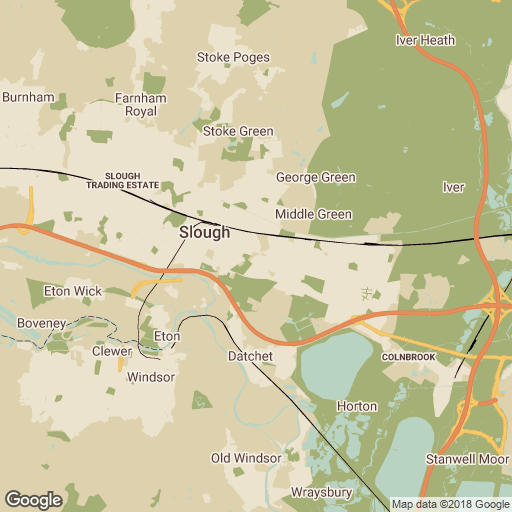 Iver Heath
Stoke Poges
Burnham
Farnham
Royal
Stoke Green
SLOUGH
TRADING ESTATE
George Green
Iver
Middle Green
Slough
Eton Wick
Boveney
Eton
Clewer
Datchet
COLNBROOK
Windsor
Horton
Old Windsor
Stanwell Moor
Wraysbury
Google
Map data ©2018 Google